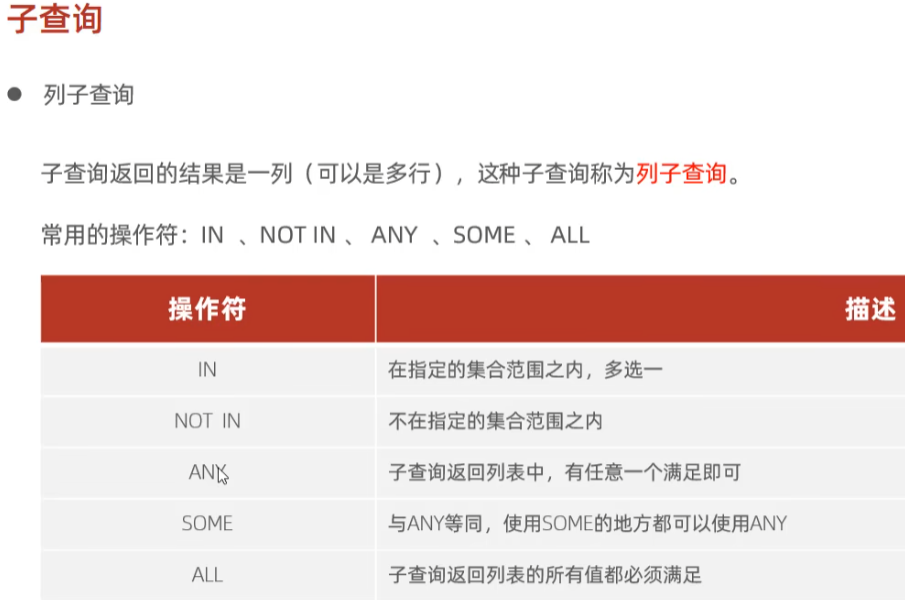 子查询
列子查询
子查询返回的结果是一列（可以是多行），这种子查询称为列子查询。
常用的操作符：IN 、NOT IN 、 ANY 、SOME 、 ALL
操作符 描述
IN 在指定的集合范围之内，多选一
NOT IN 不在指定的集合范围之内
ANY 子查询返回列表中，有任意一个满足即可
SOME 与ANY等同，使用SOME的地方都可以使用ANY
ALL 子查询返回列表的所有值都必须满足